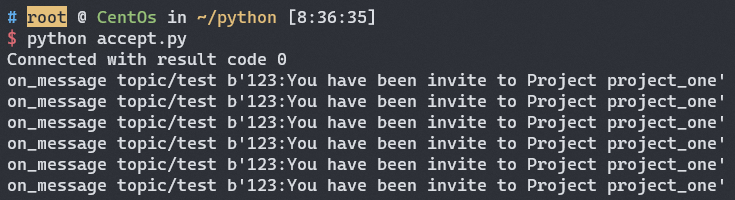 # root @ CentOs in ~/python [8:36:35]
$ python accept.py
Connected with result code 0
on_message topic/test b'123:You have been invite to Project project_one'
on_message topic/test b'123:You have been invite to Project project_one'
on_message topic/test b'123:You have been invite to Project project_one'
on_message topic/test b'123:You have been invite to Project project_one'
on_message topic/test b'123:You have been invite to Project project_one'
on_message topic/test b'123:You have been invite to Project project_one'